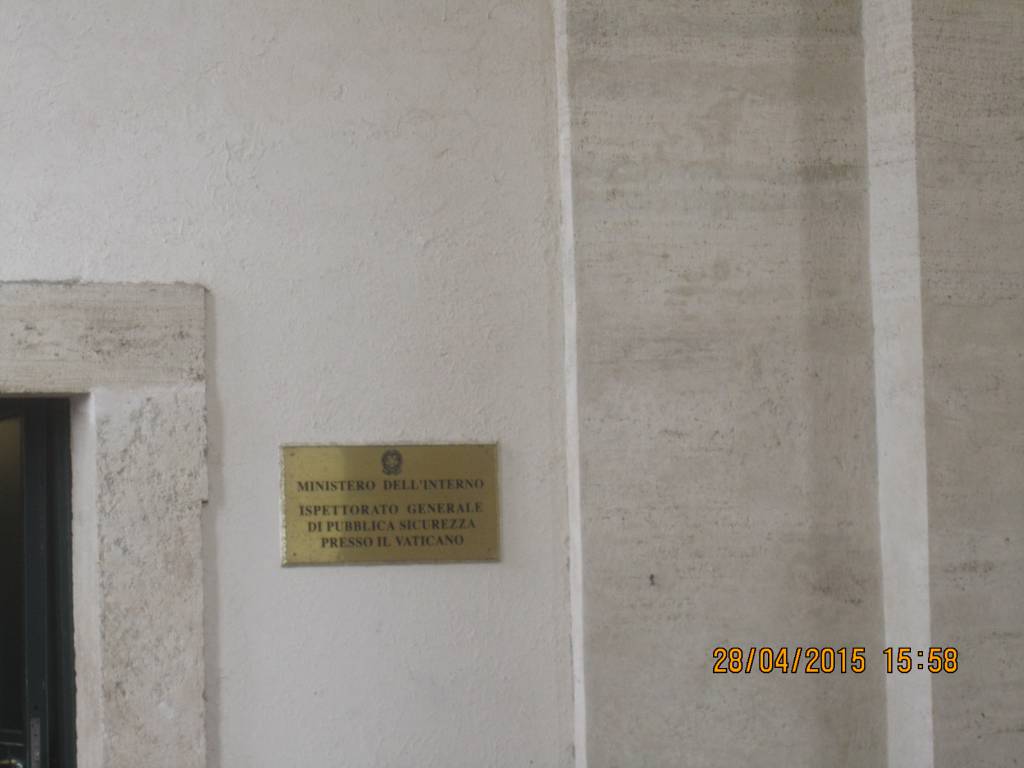 MINISTERO DELL'INTERNO
ISPETTORATO GENERALE
DI PUBBLICA SICUREZZA
PRESSO IL VATICANO
28/04/2015 15:58